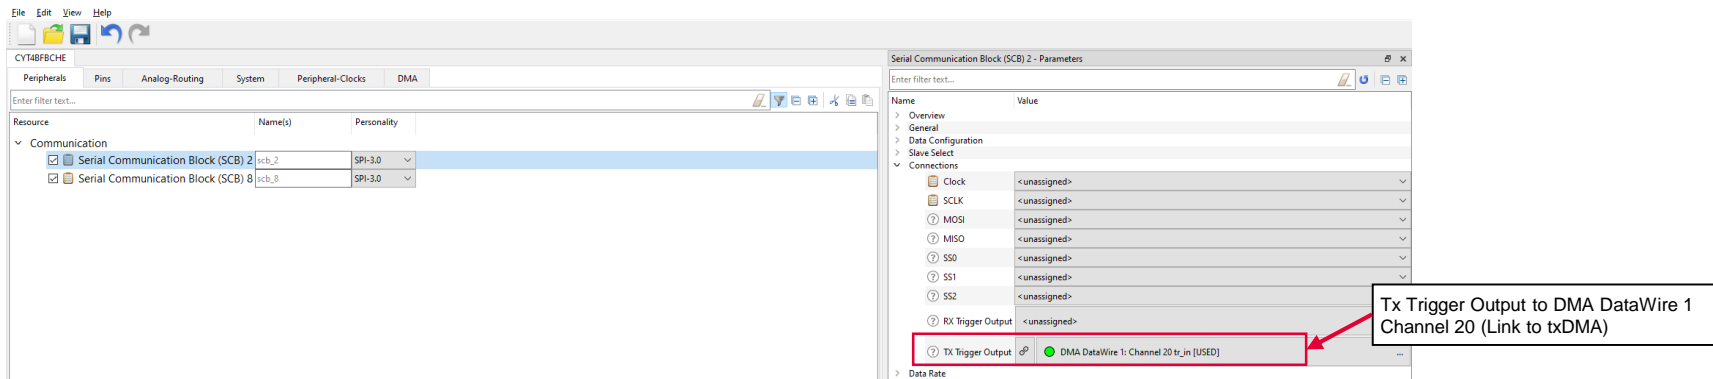 File Edit View Help
CYT4BFBCHE
Peripherals Pins Analog-Routing System Peripheral-Clocks DMA
Enter filter text...
Resource Name(s) Personality
Communication
Serial Communication Block (SCB) 2 scb_2 SPI-3.0
Serial Communication Block (SCB) 8 scb_8 SPI-3.0
Serial Communication Block (SCB) 2 - Parameters
Enter filter text...
Name Value
Overview
General
Data Configuration
Slave Select
Connections
Clock <unassigned>
SCLK <unassigned>
MOSI <unassigned>
MISO <unassigned>
SS0 <unassigned>
SS1 <unassigned>
SS2 <unassigned>
RX Trigger Output <unassigned>
TX Trigger Output DMA DataWire 1: Channel 20 tr_in [USED] ...
Data Rate
Tx Trigger Output to DMA DataWire 1
Channel 20 (Link to txDMA)